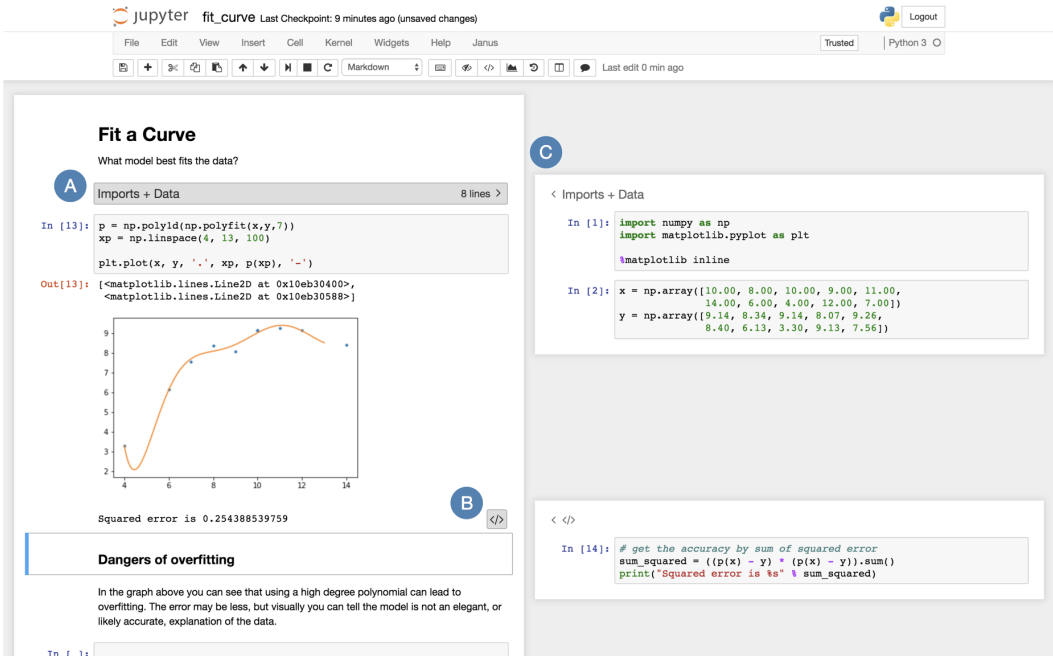 jupyter fit_curve Last Checkpoint: 9 minutes ago (unsaved changes)
Logout
File Edit View Insert Cell Kernel Widgets Help Janus
Trusted
Python 3
Markdown
</>
Last edit 0 min ago
Fit a Curve
What model best fits the data?
A
Imports + Data
8 lines >
In [13]: p = np.poly1d(np.polyfit(x,y,7))
xp = np.linspace(4, 13, 100)
plt.plot(x, y, '.', xp, p(xp), '-')
Out[13]: [<matplotlib.lines.Line2D at 0x10eb30400>,
<matplotlib.lines.Line2D at 0x10eb30588>]
9
8
7
6
5
4
3
2
4 6 8 10 12 14
B
Squared error is 0.254388539759
</>
Dangers of overfitting
In the graph above you can see that using a high degree polynomial can lead to
overfitting. The error may be less, but visually you can tell the model is not an elegant, or
likely accurate, explanation of the data.
In [ ]:
C
< Imports + Data
In [1]: import numpy as np
import matplotlib.pyplot as plt
%matplotlib inline
In [2]: x = np.array([10.00, 8.00, 10.00, 9.00, 11.00,
14.00, 6.00, 4.00, 12.00, 7.00])
y = np.array([9.14, 8.34, 9.14, 8.07, 9.26,
8.40, 6.13, 3.30, 9.13, 7.56])
< </>
In [14]: # get the accuracy by sum of squared error
sum_squared = ((p(x) - y) * (p(x) - y)).sum()
print("Squared error is %s" % sum_squared)